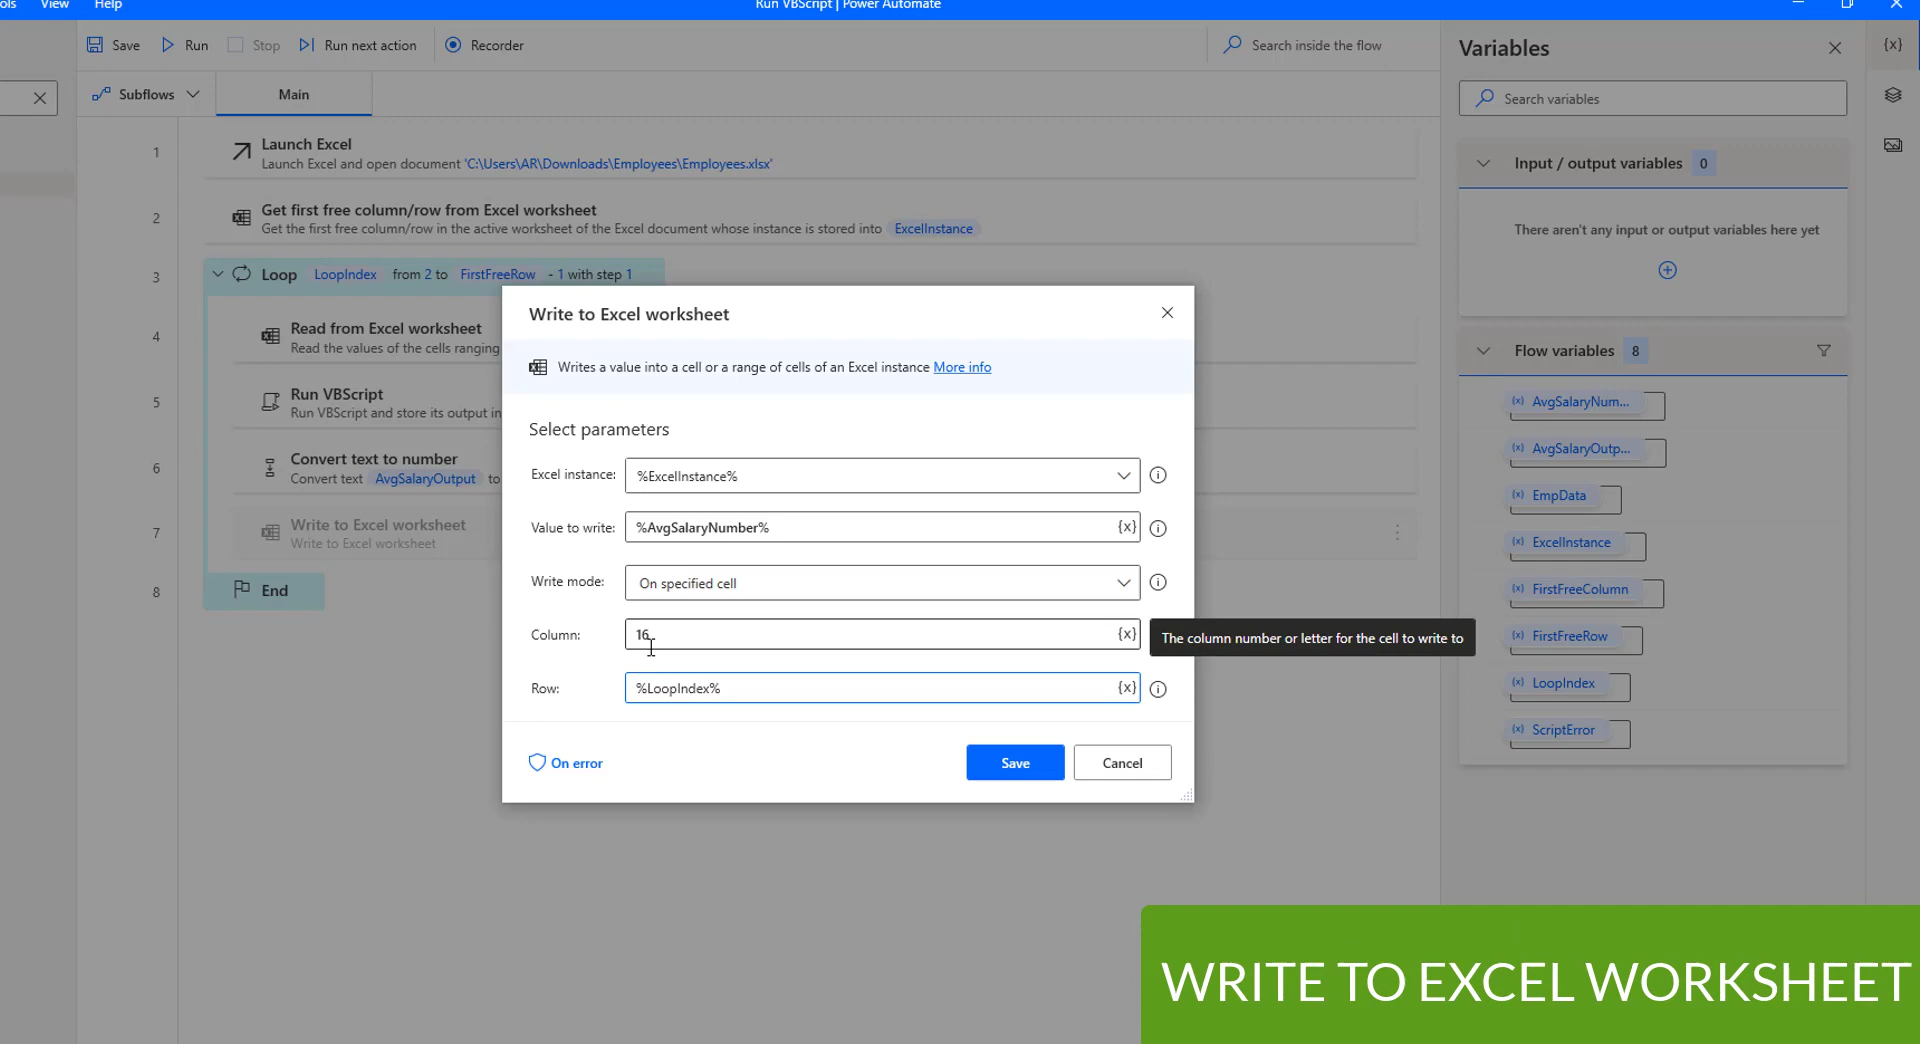 ols View Help
Run VBScript | Power Automate
Save Run Stop Run next action Recorder
Search inside the flow
Subflows Main
1
Launch Excel
Launch Excel and open document 'C:\Users\AR\Downloads\Employees\Employees.xlsx'
2
Get first free column/row from Excel worksheet
Get the first free column/row in the active worksheet of the Excel document whose instance is stored into ExcelInstance
3
Loop LoopIndex from 2 to FirstFreeRow - 1 with step 1
4
Read from Excel worksheet
Read the values of the cells ranging
5
Run VBScript
Run VBScript and store its output in
6
Convert text to number
Convert text AvgSalaryOutput to
7
Write to Excel worksheet
Write to Excel worksheet
8
End
Write to Excel worksheet
Writes a value into a cell or a range of cells of an Excel instance More info
Select parameters
Excel instance: %ExcelInstance%
Value to write: %AvgSalaryNumber% {x}
Write mode: On specified cell
Column: 16 {x}
The column number or letter for the cell to write to
Row: %LoopIndex% {x}
On error
Save
Cancel
Variables
{x}
Search variables
Input / output variables 0
There aren't any input or output variables here yet
Flow variables 8
(x) AvgSalaryNum...
(x) AvgSalaryOutp...
(x) EmpData
(x) ExcelInstance
(x) FirstFreeColumn
(x) FirstFreeRow
(x) LoopIndex
(x) ScriptError
WRITE TO EXCEL WORKSHEET